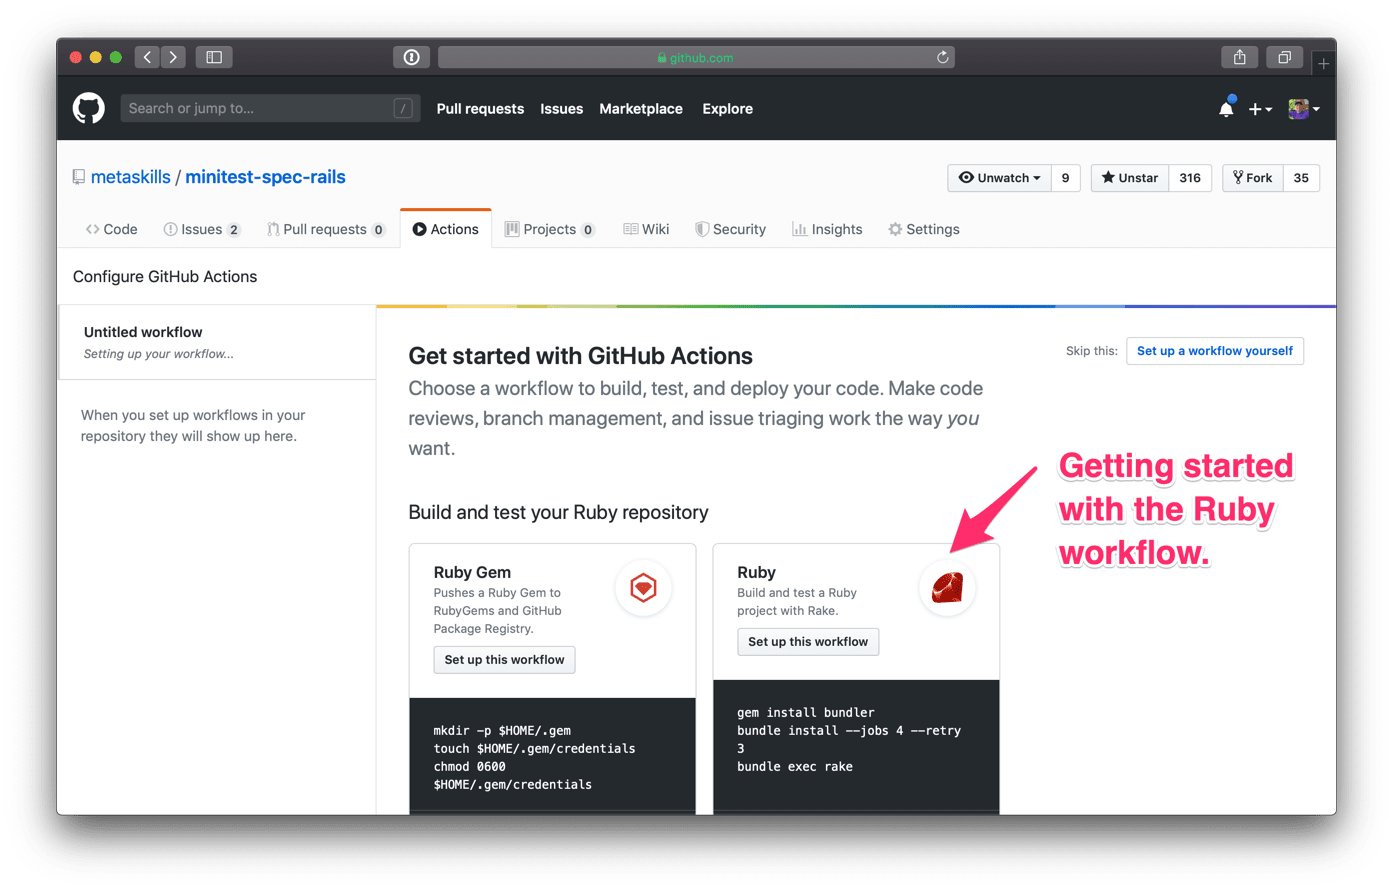 github.com
Search or jump to... /
Pull requests Issues Marketplace Explore
metaskills / minitest-spec-rails
Unwatch 9 Unstar 316 Fork 35
Code Issues 2 Pull requests 0 Actions Projects 0 Wiki Security Insights Settings
Configure GitHub Actions
Untitled workflow
Setting up your workflow...
When you set up workflows in your
repository they will show up here.
Get started with GitHub Actions
Skip this: Set up a workflow yourself
Choose a workflow to build, test, and deploy your code. Make code
reviews, branch management, and issue triaging work the way you
want.
Getting started
with the Ruby
workflow.
Build and test your Ruby repository
Ruby Gem
Pushes a Ruby Gem to
RubyGems and GitHub
Package Registry.
Set up this workflow
mkdir -p $HOME/.gem
touch $HOME/.gem/credentials
chmod 0600
$HOME/.gem/credentials
Ruby
Build and test a Ruby
project with Rake.
Set up this workflow
gem install bundler
bundle install --jobs 4 --retry
3
bundle exec rake